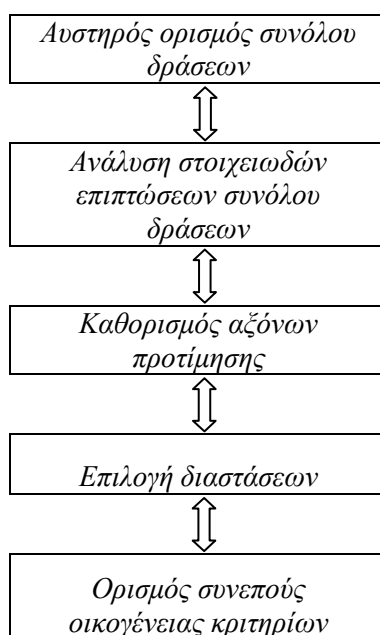 Αυστηρός ορισμός συνόλου
δράσεων
Ανάλυση στοιχειωδών
επιπτώσεων συνόλου
δράσεων
Καθορισμός αξόνων
προτίμησης
Επιλογή διαστάσεων
Ορισμός συνεπούς
οικογένειας κριτηρίων